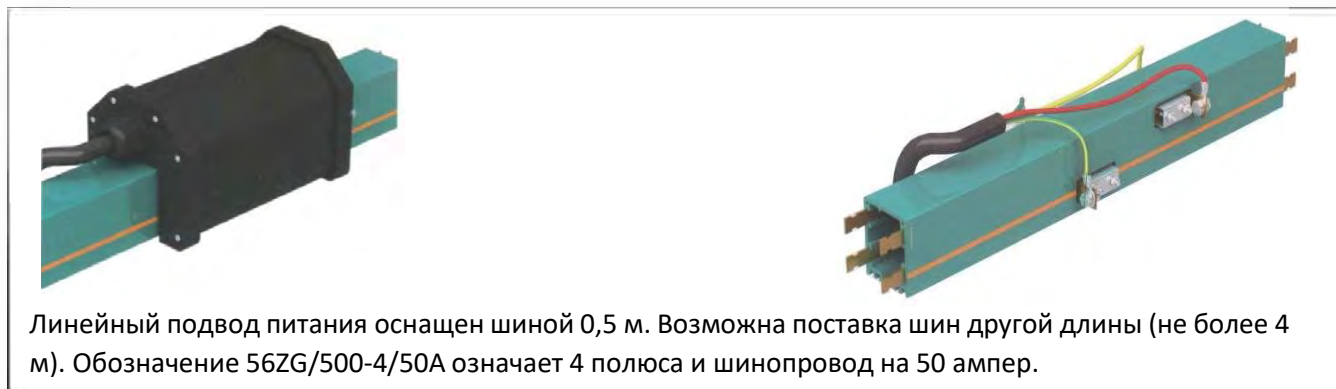 Линейный подвод питания оснащен шиной 0,5 м. Возможна поставка шин другой длины (не более 4
м). Обозначение 56ZG/500-4/50A означает 4 полюса и шинопровод на 50 ампер.